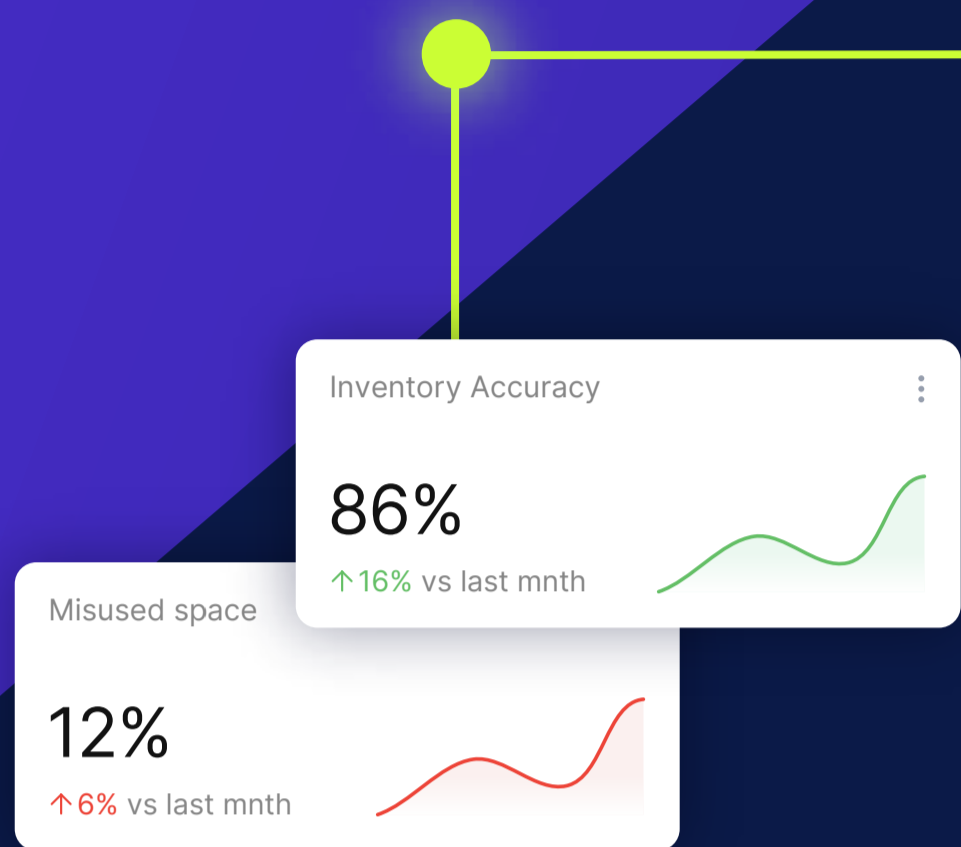 Inventory Accuracy
86%
↑16% vs last mnth
Misused space
12%
↑6% vs last mnth